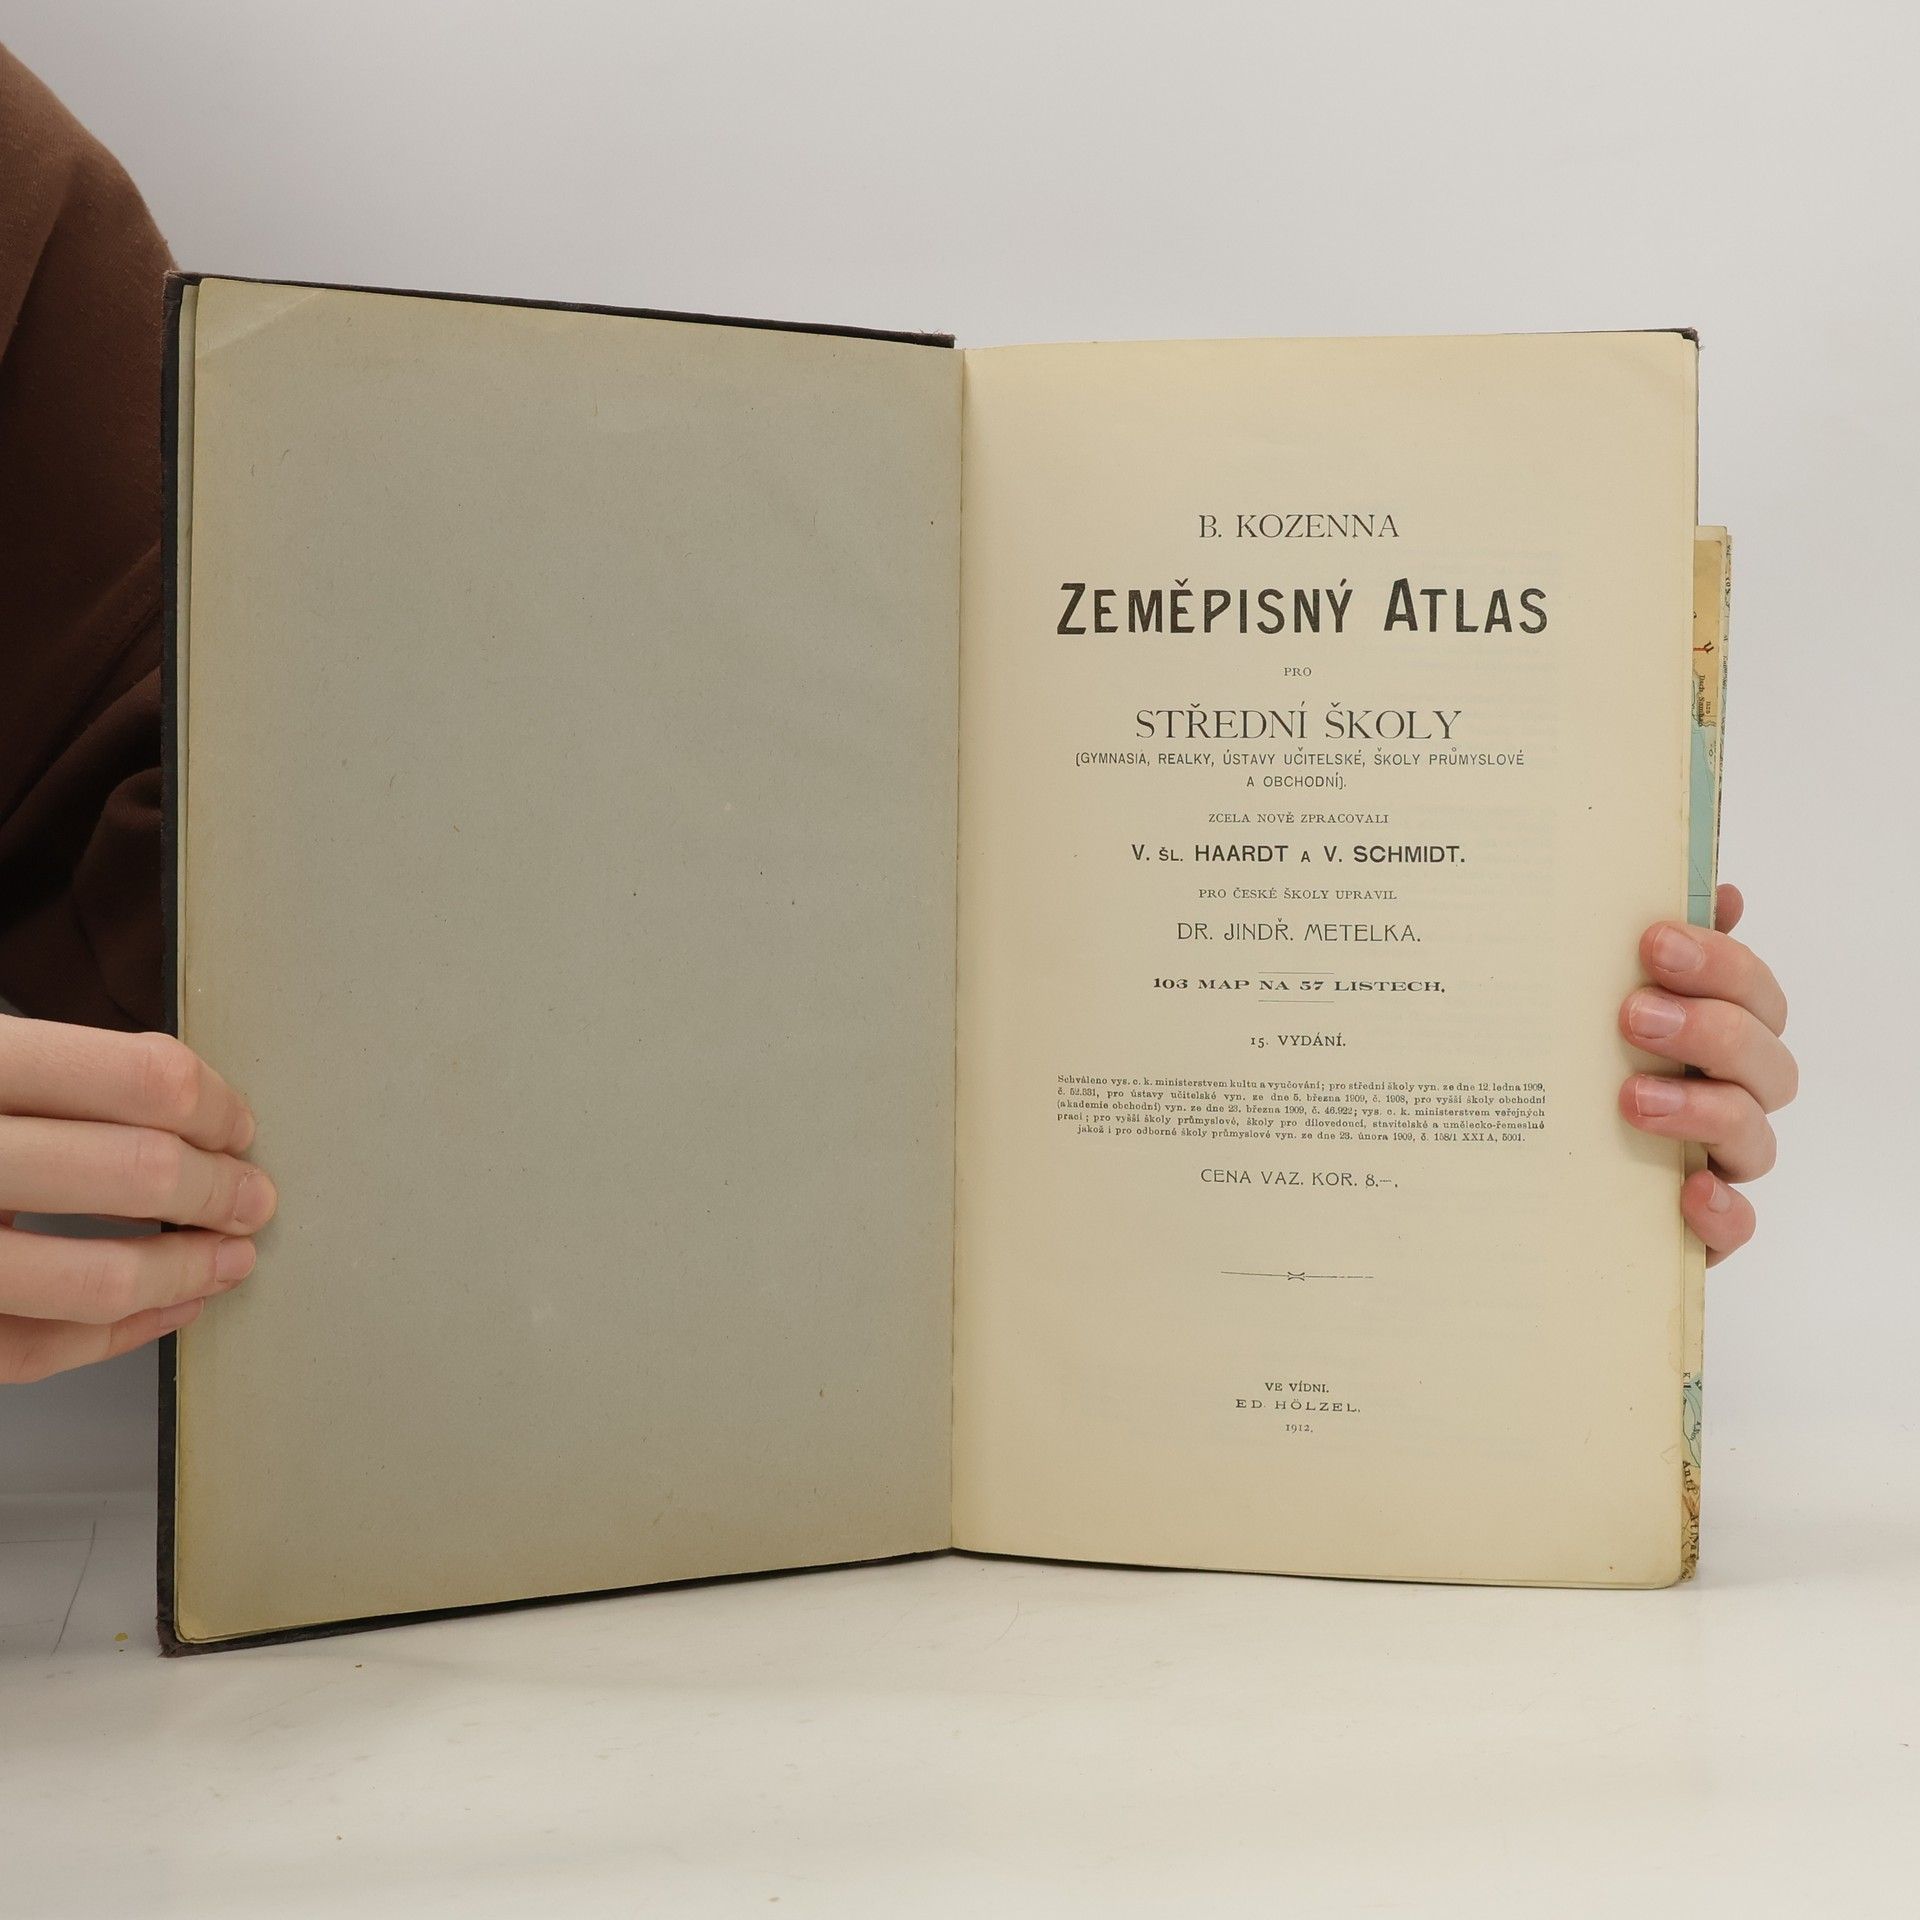 B. KOZENNA
ZEMĚPISNÝ ATLAS
PRO
STŘEDNÍ ŠKOLY
(GYMNASIA, REALKY, ÚSTAVY UČITELSKÉ, ŠKOLY PRŮMYSLOVÉ
A OBCHODNÍ).
ZCELA NOVĚ ZPRACOVALI
V. ŠL. HAARDT A V. SCHMIDT.
PRO ČESKÉ ŠKOLY UPRAVIL
DR. JINDŘ. METELKA.
103 MAP NA 57 LISTECH.
15. VYDÁNÍ.
Schváleno vys. c. k. ministerstvem kultu a vyučování; pro střední školy vyn. ze dne 12. ledna 1909,
č. 52.331, pro ústavy učitelské vyn. ze dne 5. března 1909, č. 1908, pro vyšší školy obchodní
(akademie obchodní) vyn. ze dne 23. března 1909, č. 46.922; vys. c. k. ministerstvem veřejných
prací; pro vyšší školy průmyslové, školy pro dílovedoucí, stavitelské a umělecko-řemeslné
jakož i pro odborné školy průmyslové vyn. ze dne 23. února 1909, č. 158/1 XXI A, 5001.
CENA VAZ. KOR. 8.—.
VE VÍDNI.
ED. HÖLZEL.
1912.